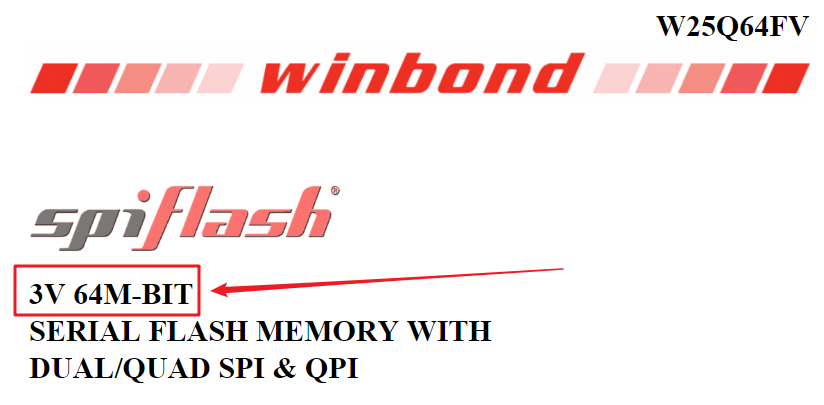 W25Q64FV
winbond
spiflash®
3V 64M-BIT
SERIAL FLASH MEMORY WITH
DUAL/QUAD SPI & QPI